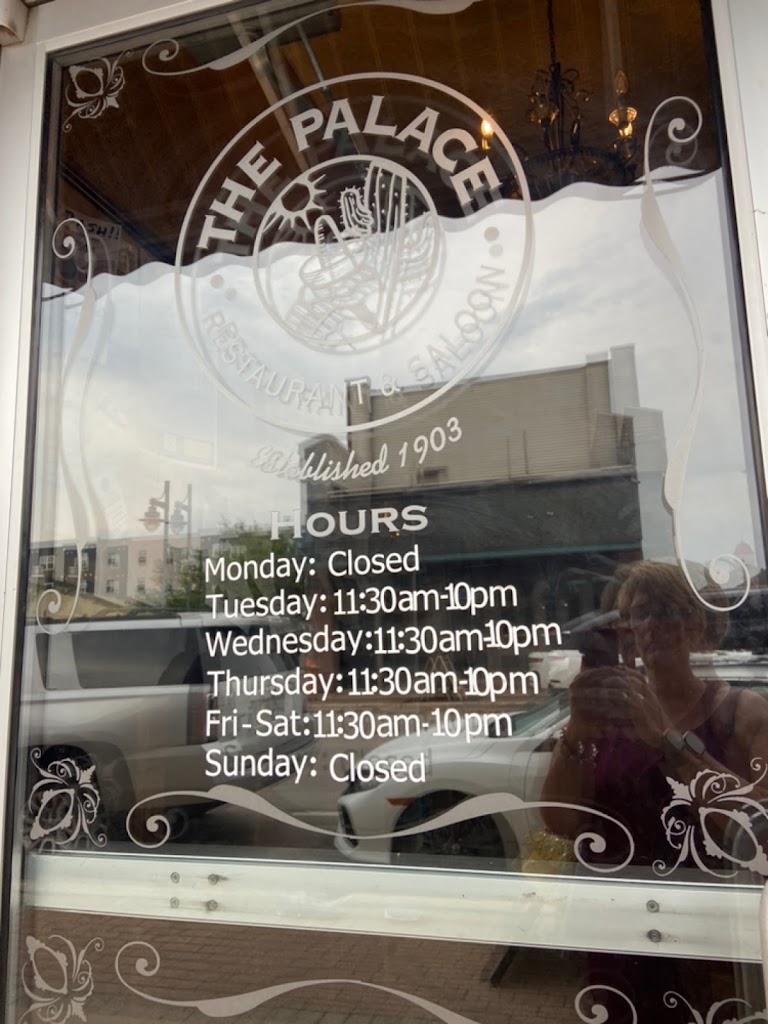 THE PALACE
RESTAURANT & SALOON
Established 1903
HOURS
Monday: Closed
Tuesday: 11:30am-10pm
Wednesday: 11:30am-10pm
Thursday: 11:30am-10pm
Fri-Sat: 11:30am-10pm
Sunday: Closed